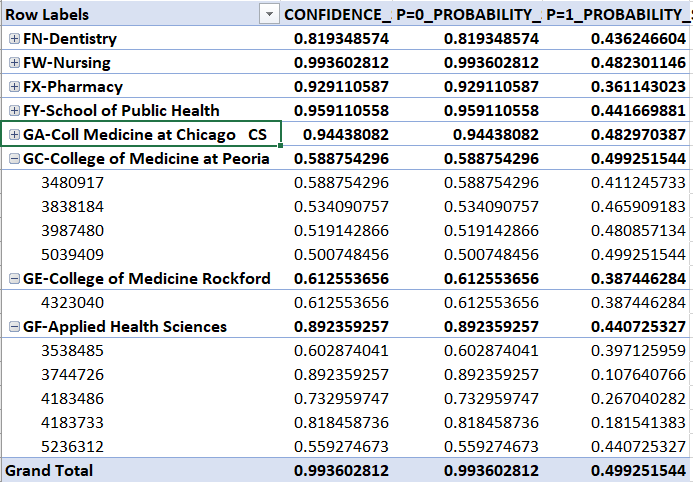 Row Labels CONFIDENCE_ P=0_PROBABILITY_ P=1_PROBABILITY_
FN-Dentistry 0.819348574 0.819348574 0.436246604
FW-Nursing 0.993602812 0.993602812 0.482301146
FX-Pharmacy 0.929110587 0.929110587 0.361143023
FY-School of Public Health 0.959110558 0.959110558 0.441669881
GA-Coll Medicine at Chicago CS 0.94438082 0.94438082 0.482970387
GC-College of Medicine at Peoria 0.588754296 0.588754296 0.499251544
3480917 0.588754296 0.588754296 0.411245733
3838184 0.534090757 0.534090757 0.465909183
3987480 0.519142866 0.519142866 0.480857134
5039409 0.500748456 0.500748456 0.499251544
GE-College of Medicine Rockford 0.612553656 0.612553656 0.387446284
4323040 0.612553656 0.612553656 0.387446284
GF-Applied Health Sciences 0.892359257 0.892359257 0.440725327
3538485 0.602874041 0.602874041 0.397125959
3744726 0.892359257 0.892359257 0.107640766
4183486 0.732959747 0.732959747 0.267040282
4183733 0.818458736 0.818458736 0.181541383
5236312 0.559274673 0.559274673 0.440725327
Grand Total 0.993602812 0.993602812 0.499251544